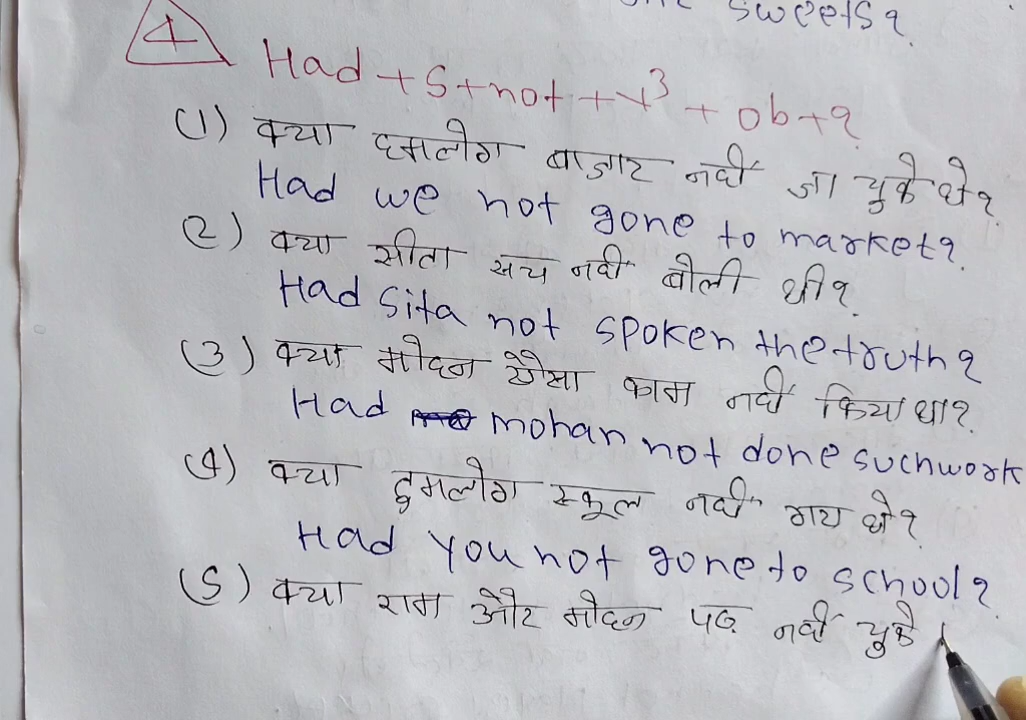 sweets?
4 Had + S + not + v³ + ob + ?
(1) क्या हमलोग बाजार नहीं जा चुके थे?
Had we not gone to market?
(2) क्या सीता सच नहीं बोली थी?
Had Sita not spoken the truth?
(3) क्या मोहन ऐसा काम नहीं किया था?
Had mohan not done such work
(4) क्या तुमलोग स्कूल नहीं गए थे?
Had you not gone to school?
(5) क्या राम और मोहन पढ़ नहीं चुके